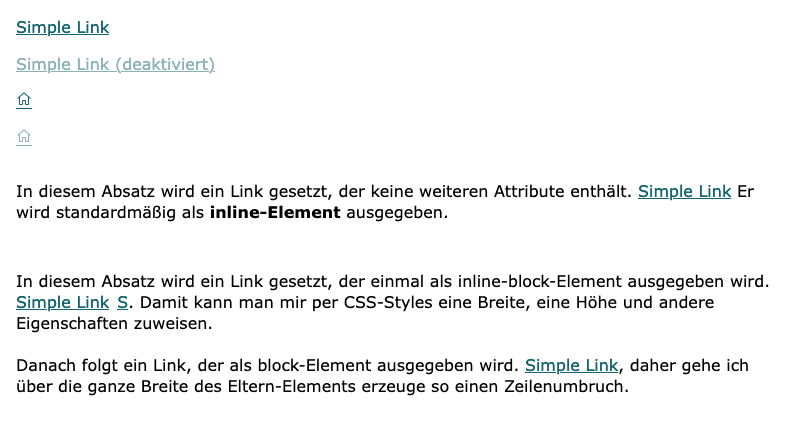 Simple Link
Simple Link (deaktiviert)
In diesem Absatz wird ein Link gesetzt, der keine weiteren Attribute enthält. Simple Link Er
wird standardmäßig als inline-Element ausgegeben.
In diesem Absatz wird ein Link gesetzt, der einmal als inline-block-Element ausgegeben wird.
Simple Link S. Damit kann man mir per CSS-Styles eine Breite, eine Höhe und andere
Eigenschaften zuweisen.
Danach folgt ein Link, der als block-Element ausgegeben wird. Simple Link, daher gehe ich
über die ganze Breite des Eltern-Elements erzeuge so einen Zeilenumbruch.